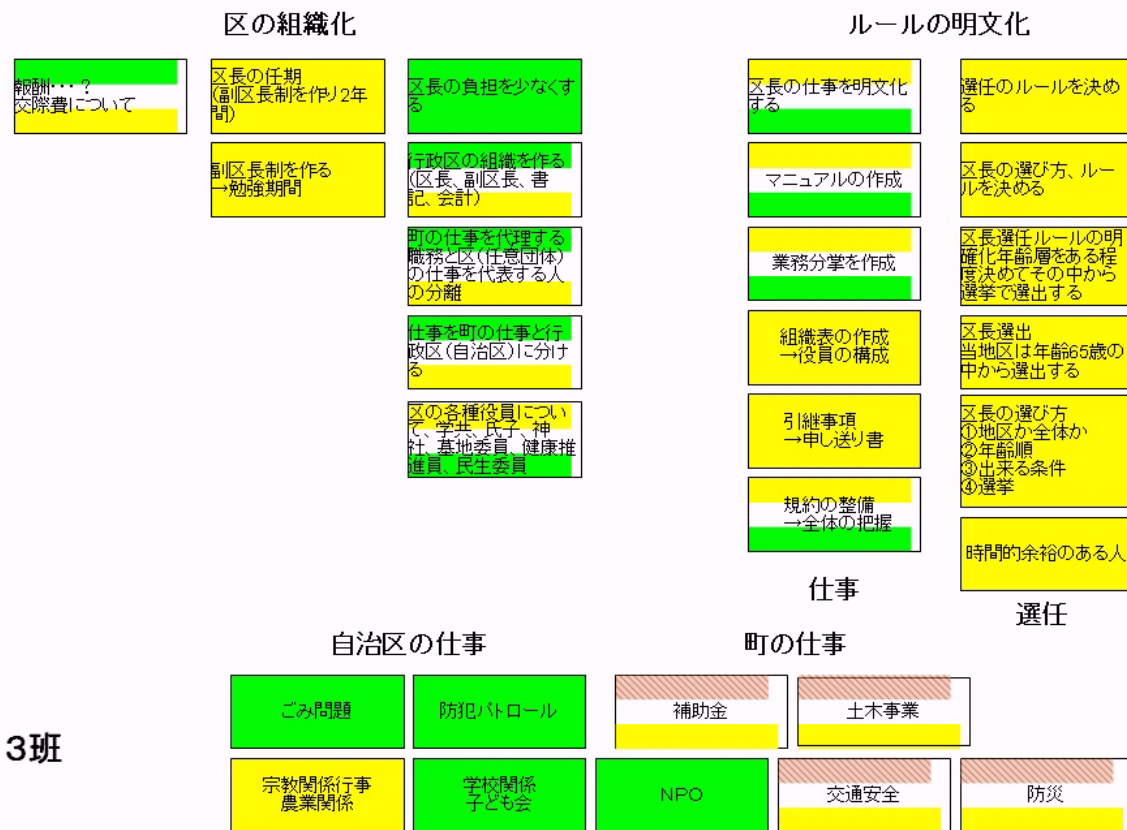 区の組織化
報酬・・・?
交際費について
区長の任期
(副区長制を作り2年
間)
副区長制を作る
→勉強期間
区長の負担を少なくす
る
行政区の組織を作る
(区長、副区長、書
記、会計)
町の仕事を代理する
職務と区(任意団体)
の仕事を代表する人
の分離
仕事を町の仕事と行
政区(自治区)に分け
る
区の各種役員につい
て、学共、氏子、神
社、墓地委員、健康推
進員、民生委員
ルールの明文化
区長の仕事を明文化
する
マニュアルの作成
業務分掌を作成
組織表の作成
→役員の構成
引継事項
→申し送り書
規約の整備
→全体の把握
仕事
選任のルールを決め
る
区長の選び方、ルー
ルを決める
区長選任ルールの明
確化年齢層をある程
度決めてその中から
選挙で選出する
区長選出
当地区は年齢65歳の
中から選出する
区長の選び方
①地区か全体か
②年齢順
③出来る条件
④選挙
時間的余裕のある人
選任
3班
自治区の仕事
ごみ問題
防犯パトロール
宗教関係行事
農業関係
学校関係
子ども会
NPO
町の仕事
補助金
土木事業
交通安全
防災